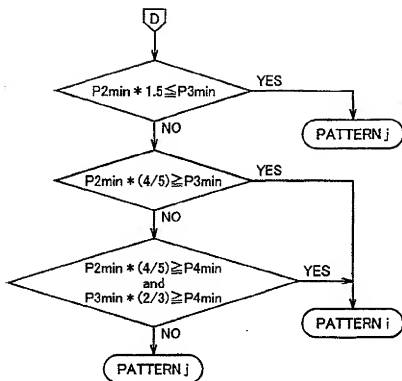 D
P2min*1.5≦P3min
YES
NO
PATTERN j
P2min*(4/5)≧P3min
YES
NO
P2min*(4/5)≧P4min
and
P3min*(2/3)≧P4min
YES
NO
PATTERN i
PATTERN j